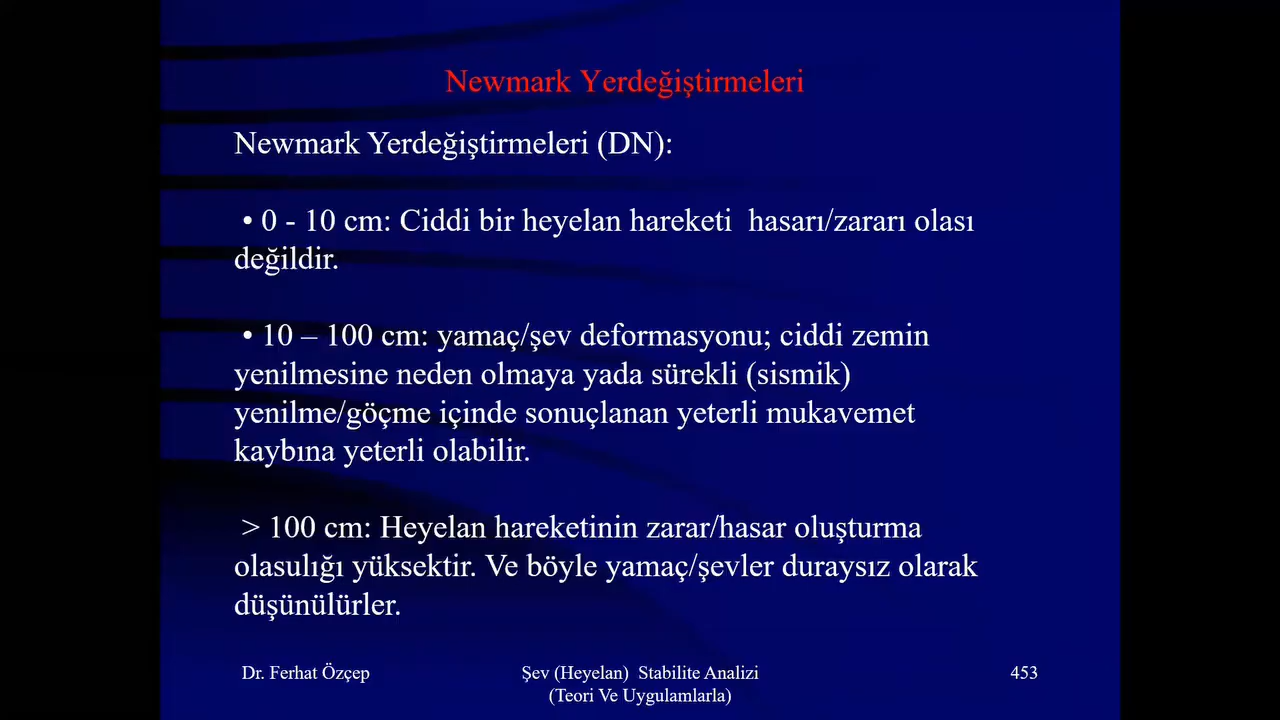 Newmark Yerdeğiştirmeleri
Newmark Yerdeğiştirmeleri (DN):
• 0 - 10 cm: Ciddi bir heyelan hareketi hasarı/zararı olası
değildir.
• 10 – 100 cm: yamaç/şev deformasyonu; ciddi zemin
yenilmesine neden olmaya yada sürekli (sismik)
yenilme/göçme içinde sonuçlanan yeterli mukavemet
kaybına yeterli olabilir.
> 100 cm: Heyelan hareketinin zarar/hasar oluşturma
olasulığı yüksektir. Ve böyle yamaç/şevler duraysız olarak
düşünülürler.
Dr. Ferhat Özçep
Şev (Heyelan) Stabilite Analizi
(Teori Ve Uygulamlarla)
453